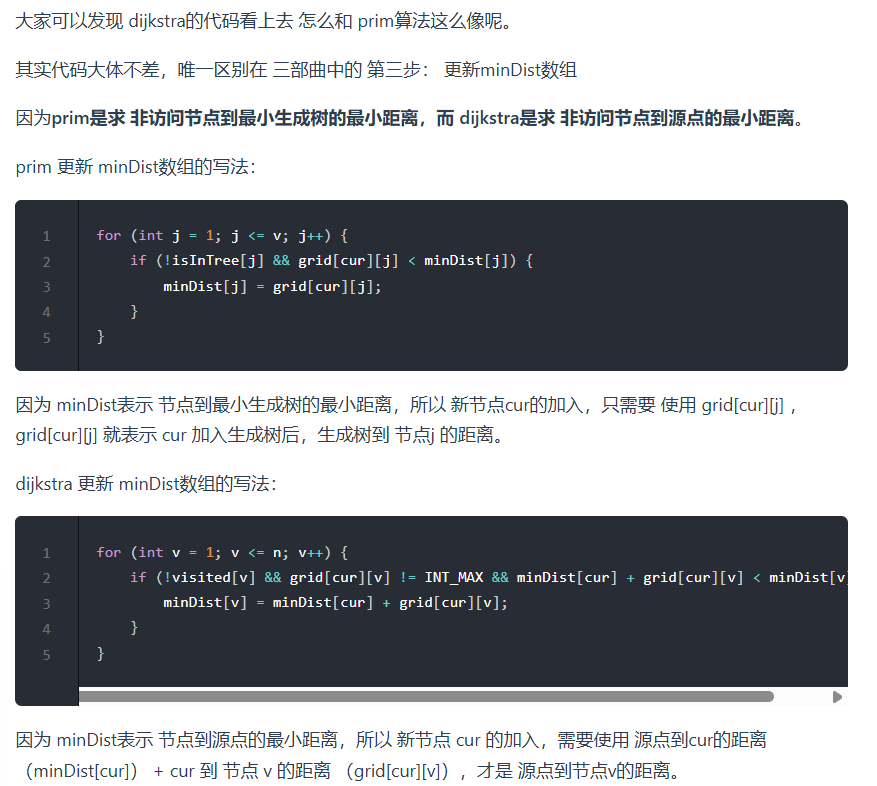 大家可以发现 dijkstra的代码看上去 怎么和 prim算法这么像呢。
其实代码大体不差，唯一区别在 三部曲中的 第三步： 更新minDist数组
因为prim是求 非访问节点到最小生成树的最小距离，而 dijkstra是求 非访问节点到源点的最小距离。
prim 更新 minDist数组的写法：
1 for (int j = 1; j <= v; j++) {
2 if (!isInTree[j] && grid[cur][j] < minDist[j]) {
3 minDist[j] = grid[cur][j];
4 }
5 }
因为 minDist表示 节点到最小生成树的最小距离，所以 新节点cur的加入，只需要 使用 grid[cur][j] ，
grid[cur][j] 就表示 cur 加入生成树后，生成树到 节点j 的距离。
dijkstra 更新 minDist数组的写法：
1 for (int v = 1; v <= n; v++) {
2 if (!visited[v] && grid[cur][v] != INT_MAX && minDist[cur] + grid[cur][v] < minDist[v]
3 minDist[v] = minDist[cur] + grid[cur][v];
4 }
5 }
因为 minDist表示 节点到源点的最小距离，所以 新节点 cur 的加入，需要使用 源点到cur的距离
（minDist[cur]） + cur 到 节点 v 的距离 （grid[cur][v]），才是 源点到节点v的距离。